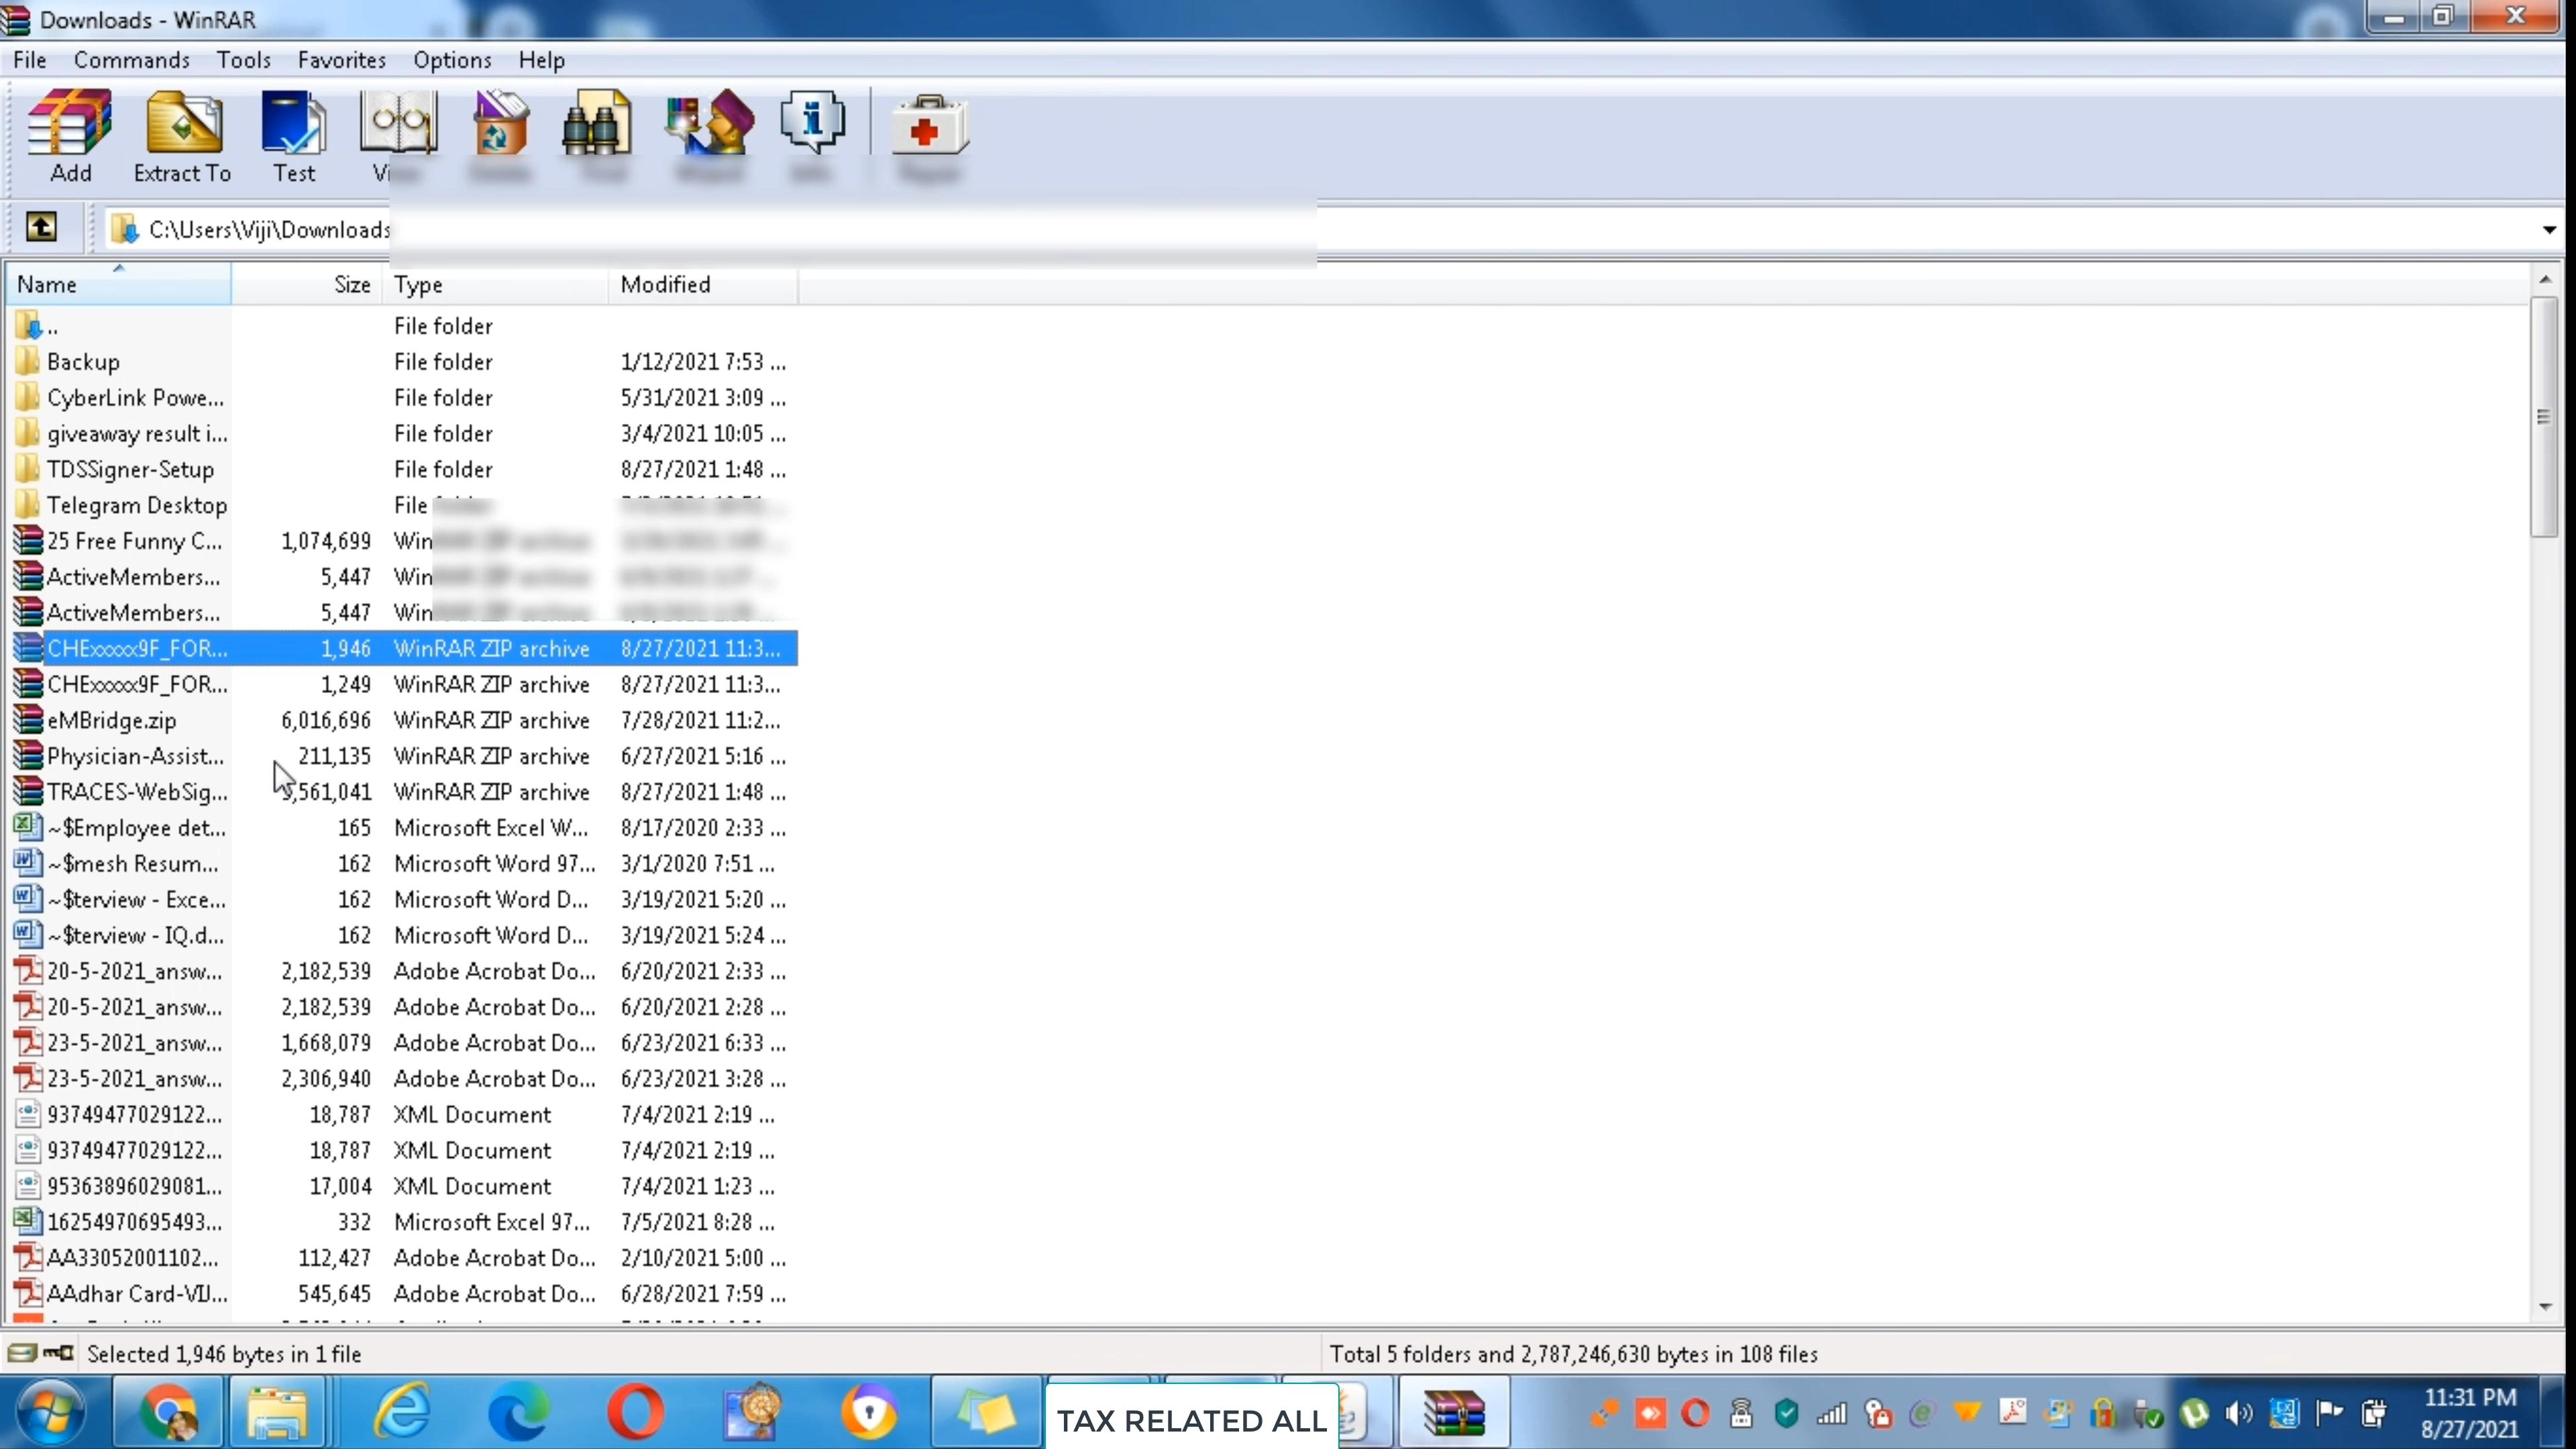 Downloads - WinRAR
File Commands Tools Favorites Options Help
Add Extract To Test
C:\Users\Viji\Downloads
Name Size Type Modified
.. File folder
Backup File folder 1/12/2021 7:53 ...
CyberLink Powe... File folder 5/31/2021 3:09 ...
giveaway result i... File folder 3/4/2021 10:05 ...
TDSSigner-Setup File folder 8/27/2021 1:48 ...
Telegram Desktop File
25 Free Funny C... 1,074,699 Win
ActiveMembers... 5,447 Win
ActiveMembers... 5,447 Win
CHExxxxx9F_FOR... 1,946 WinRAR ZIP archive 8/27/2021 11:3...
CHExxxxx9F_FOR... 1,249 WinRAR ZIP archive 8/27/2021 11:3...
eMBridge.zip 6,016,696 WinRAR ZIP archive 7/28/2021 11:2...
Physician-Assist... 211,135 WinRAR ZIP archive 6/27/2021 5:16 ...
TRACES-WebSig... WinRAR ZIP archive 8/27/2021 1:48 ...
~$Employee det... 165 Microsoft Excel W... 8/17/2020 2:33 ...
~$mesh Resum... 162 Microsoft Word 97... 3/1/2020 7:51 ...
~$terview - Exce... 162 Microsoft Word D... 3/19/2021 5:20 ...
~$terview - IQ.d... 162 Microsoft Word D... 3/19/2021 5:24 ...
20-5-2021_answ... 2,182,539 Adobe Acrobat Do... 6/20/2021 2:33 ...
20-5-2021_answ... 2,182,539 Adobe Acrobat Do... 6/20/2021 2:28 ...
23-5-2021_answ... 1,668,079 Adobe Acrobat Do... 6/23/2021 6:33 ...
23-5-2021_answ... 2,306,940 Adobe Acrobat Do... 6/23/2021 3:28 ...
93749477029122... 18,787 XML Document 7/4/2021 2:19 ...
93749477029122... 18,787 XML Document 7/4/2021 2:19 ...
95363896029081... 17,004 XML Document 7/4/2021 1:23 ...
16254970695493... 332 Microsoft Excel 97... 7/5/2021 8:28 ...
AA33052001102... 112,427 Adobe Acrobat Do... 2/10/2021 5:00 ...
AAdhar Card-VIJ... 545,645 Adobe Acrobat Do... 6/28/2021 7:59 ...
Selected 1,946 bytes in 1 file Total 5 folders and 2,787,246,630 bytes in 108 files
TAX RELATED ALL
11:31 PM
8/27/2021